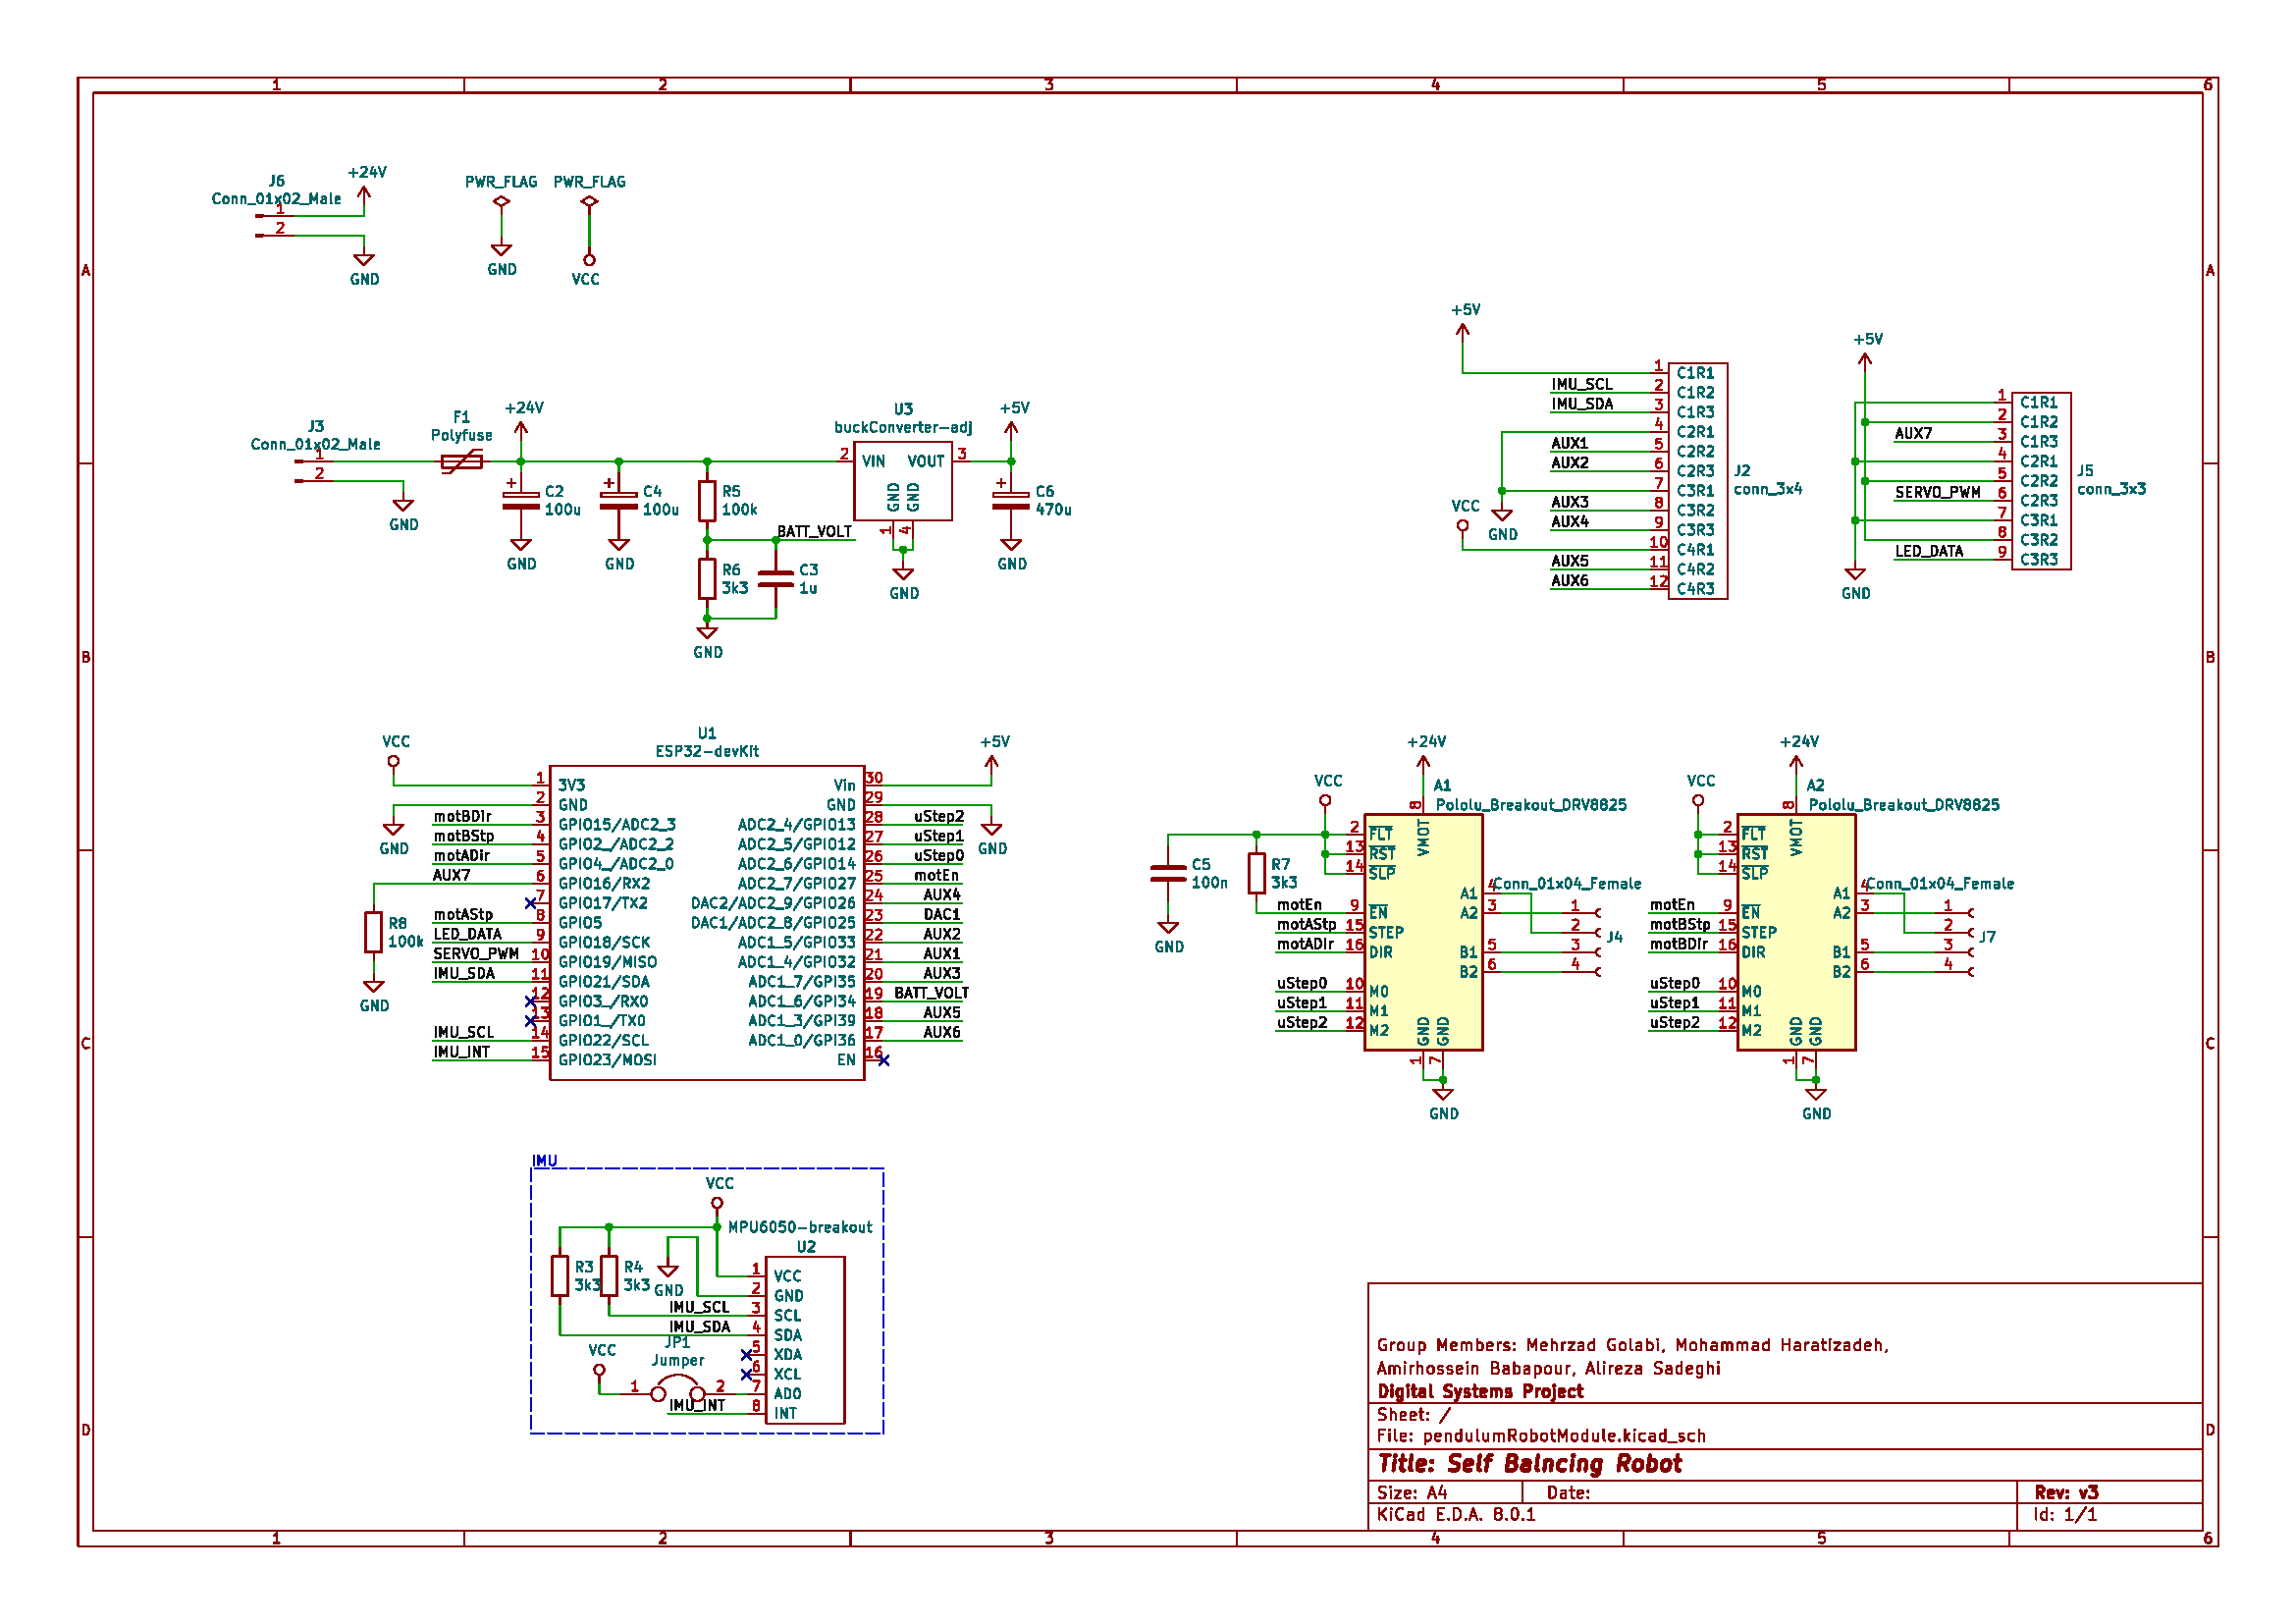 1 2 3 4 5 6
A
B
C
D
A
B
C
D
1 2 3 4 5 6
J6
Conn_01x02_Male
1
2
+24V
GND
PWR_FLAG
GND
PWR_FLAG
VCC
J3
Conn_01x02_Male
1
2
GND
F1
Polyfuse
+24V
C2
100u
GND
C4
100u
GND
R5
100k
BATT_VOLT
R6
3k3
C3
1u
GND
U3
buckConverter-adj
2 VIN VOUT 3
GND GND
1 4
GND
+5V
C6
470u
GND
+5V
VCC
GND
1 C1R1
IMU_SCL 2 C1R2
IMU_SDA 3 C1R3
4 C2R1
AUX1 5 C2R2
AUX2 6 C2R3
7 C3R1
AUX3 8 C3R2
AUX4 9 C3R3
10 C4R1
AUX5 11 C4R2
AUX6 12 C4R3
J2
conn_3x4
+5V
GND
1 C1R1
2 C1R2
AUX7 3 C1R3
4 C2R1
5 C2R2
SERVO_PWM 6 C2R3
7 C3R1
8 C3R2
LED_DATA 9 C3R3
J5
conn_3x3
U1
ESP32-devKit
VCC
GND
R8
100k
GND
1 3V3
2 GND
motBDir 3 GPIO15/ADC2_3
motBStp 4 GPIO2_/ADC2_2
motADir 5 GPIO4_/ADC2_0
AUX7 6 GPIO16/RX2
7 GPIO17/TX2
motAStp 8 GPIO5
LED_DATA 9 GPIO18/SCK
SERVO_PWM 10 GPIO19/MISO
IMU_SDA 11 GPIO21/SDA
12 GPIO3_/RX0
13 GPIO1_/TX0
IMU_SCL 14 GPIO22/SCL
IMU_INT 15 GPIO23/MOSI
+5V
GND
Vin 30
GND 29
ADC2_4/GPIO13 28 uStep2
ADC2_5/GPIO12 27 uStep1
ADC2_6/GPIO14 26 uStep0
ADC2_7/GPIO27 25 motEn
DAC2/ADC2_9/GPIO26 24 AUX4
DAC1/ADC2_8/GPIO25 23 DAC1
ADC1_5/GPIO33 22 AUX2
ADC1_4/GPIO32 21 AUX1
ADC1_7/GPI35 20 AUX3
ADC1_6/GPI34 19 BATT_VOLT
ADC1_3/GPI39 18 AUX5
ADC1_0/GPI36 17 AUX6
EN 16
+24V
VCC
A1
Pololu_Breakout_DRV8825
8
VMOT
C5
100n
GND
R7
3k3
2 FLT
13 RST
14 SLP
motEn 9 EN
motAStp 15 STEP
motADir 16 DIR
uStep0 10 M0
uStep1 11 M1
uStep2 12 M2
A1 4
A2 3
B1 5
B2 6
GND GND
1 7
GND
Conn_01x04_Female
1
2
3
4
J4
+24V
VCC
A2
Pololu_Breakout_DRV8825
8
VMOT
2 FLT
13 RST
14 SLP
motEn 9 EN
motBStp 15 STEP
motBDir 16 DIR
uStep0 10 M0
uStep1 11 M1
uStep2 12 M2
A1 4
A2 3
B1 5
B2 6
GND GND
1 7
GND
Conn_01x04_Female
1
2
3
4
J7
IMU
VCC
MPU6050-breakout
U2
R3
3k3
R4
3k3
GND
1 VCC
2 GND
IMU_SCL 3 SCL
IMU_SDA 4 SDA
5 XDA
6 XCL
7 AD0
IMU_INT 8 INT
VCC
JP1
Jumper
1 2
Group Members: Mehrzad Golabi, Mohammad Haratizadeh,
Amirhossein Babapour, Alireza Sadeghi
Digital Systems Project
Sheet: /
File: pendulumRobotModule.kicad_sch
Title: Self Balncing Robot
Size: A4 Date: Rev: v3
KiCad E.D.A. 8.0.1 Id: 1/1